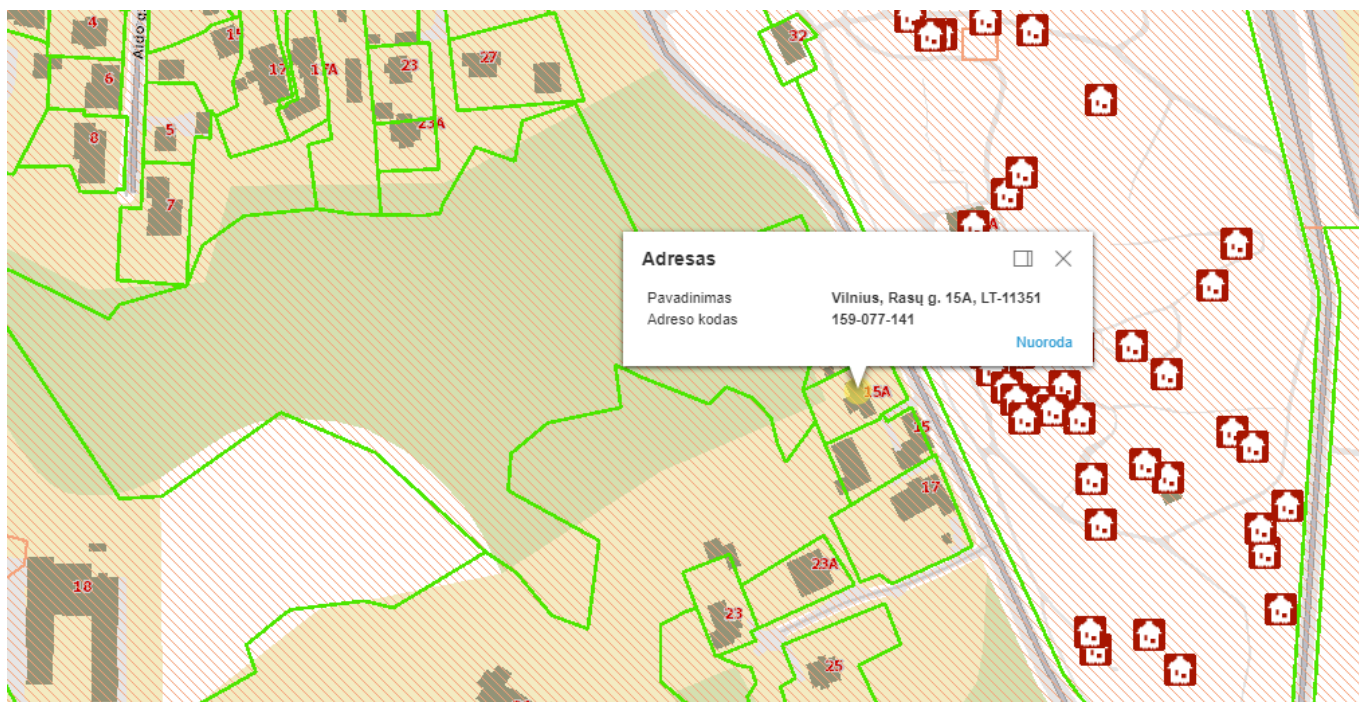 4
Aldo g.
6
8
5
7
17
17A
23
23A
27
32
A
Adresas
Pavadinimas Vilnius, Rasų g. 15A, LT-11351
Adreso kodas 159-077-141
Nuoroda
15A
15
17
23A
23
25
18